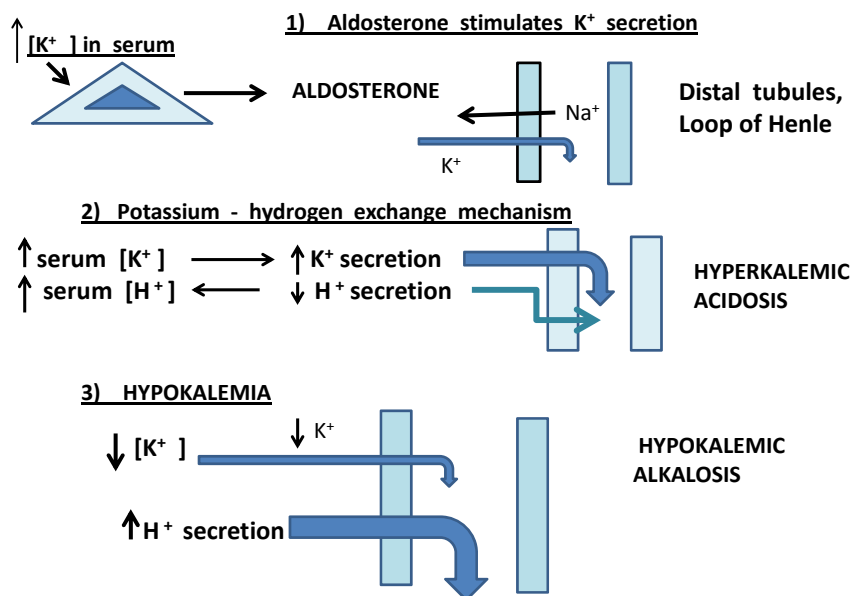 1) Aldosterone stimulates K⁺ secretion
[K⁺ ] in serum
ALDOSTERONE
Na⁺
K⁺
Distal tubules,
Loop of Henle
2) Potassium - hydrogen exchange mechanism
serum [K⁺ ]
K⁺ secretion
serum [H⁺ ]
H⁺ secretion
HYPERKALEMIC
ACIDOSIS
3) HYPOKALEMIA
[K⁺ ]
K⁺
H⁺ secretion
HYPOKALEMIC
ALKALOSIS